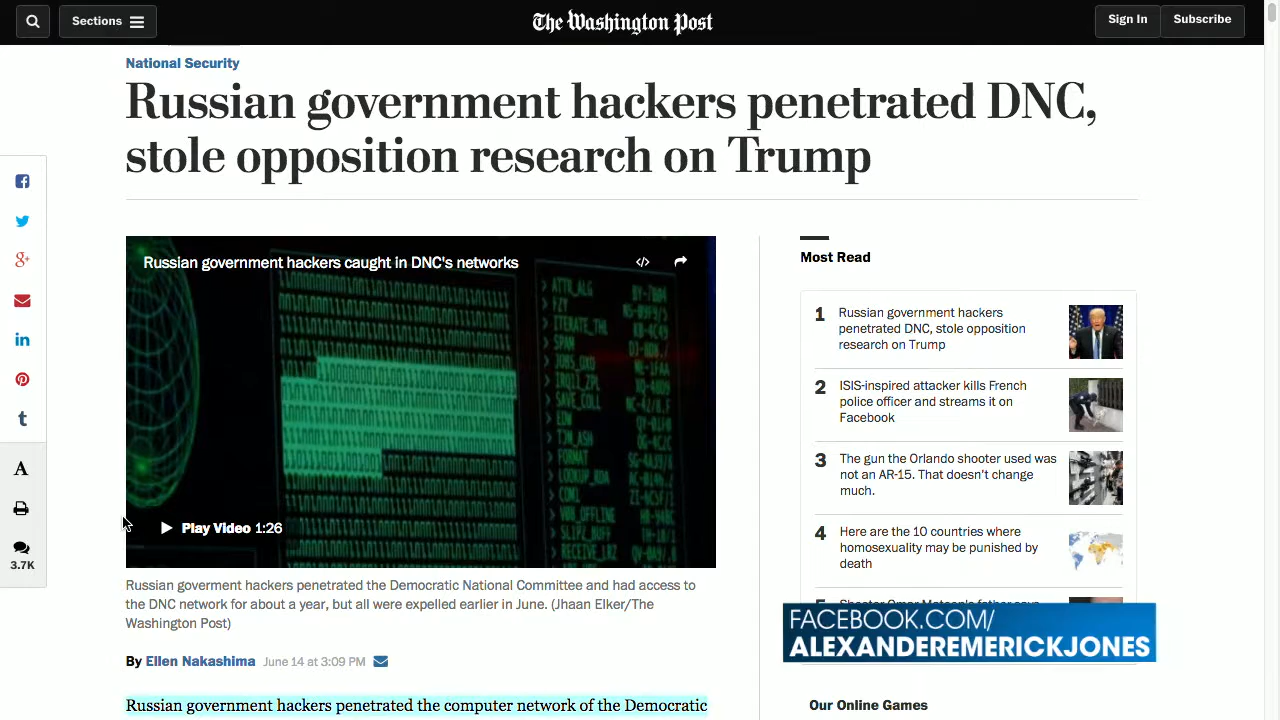 Sections
The Washington Post
Sign In
Subscribe
National Security
Russian government hackers penetrated DNC,
stole opposition research on Trump
Russian government hackers caught in DNC's networks
Play Video 1:26
Russian goverment hackers penetrated the Democratic National Committee and had access to
the DNC network for about a year, but all were expelled earlier in June. (Jhaan Elker/The
Washington Post)
By Ellen Nakashima June 14 at 3:09 PM
Russian government hackers penetrated the computer network of the Democratic
A
3.7K
Most Read
1
Russian government hackers
penetrated DNC, stole opposition
research on Trump
2
ISIS-inspired attacker kills French
police officer and streams it on
Facebook
3
The gun the Orlando shooter used was
not an AR-15. That doesn't change
much.
4
Here are the 10 countries where
homosexuality may be punished by
death
FACEBOOK.COM/
ALEXANDEREMERICKJONES
Our Online Games